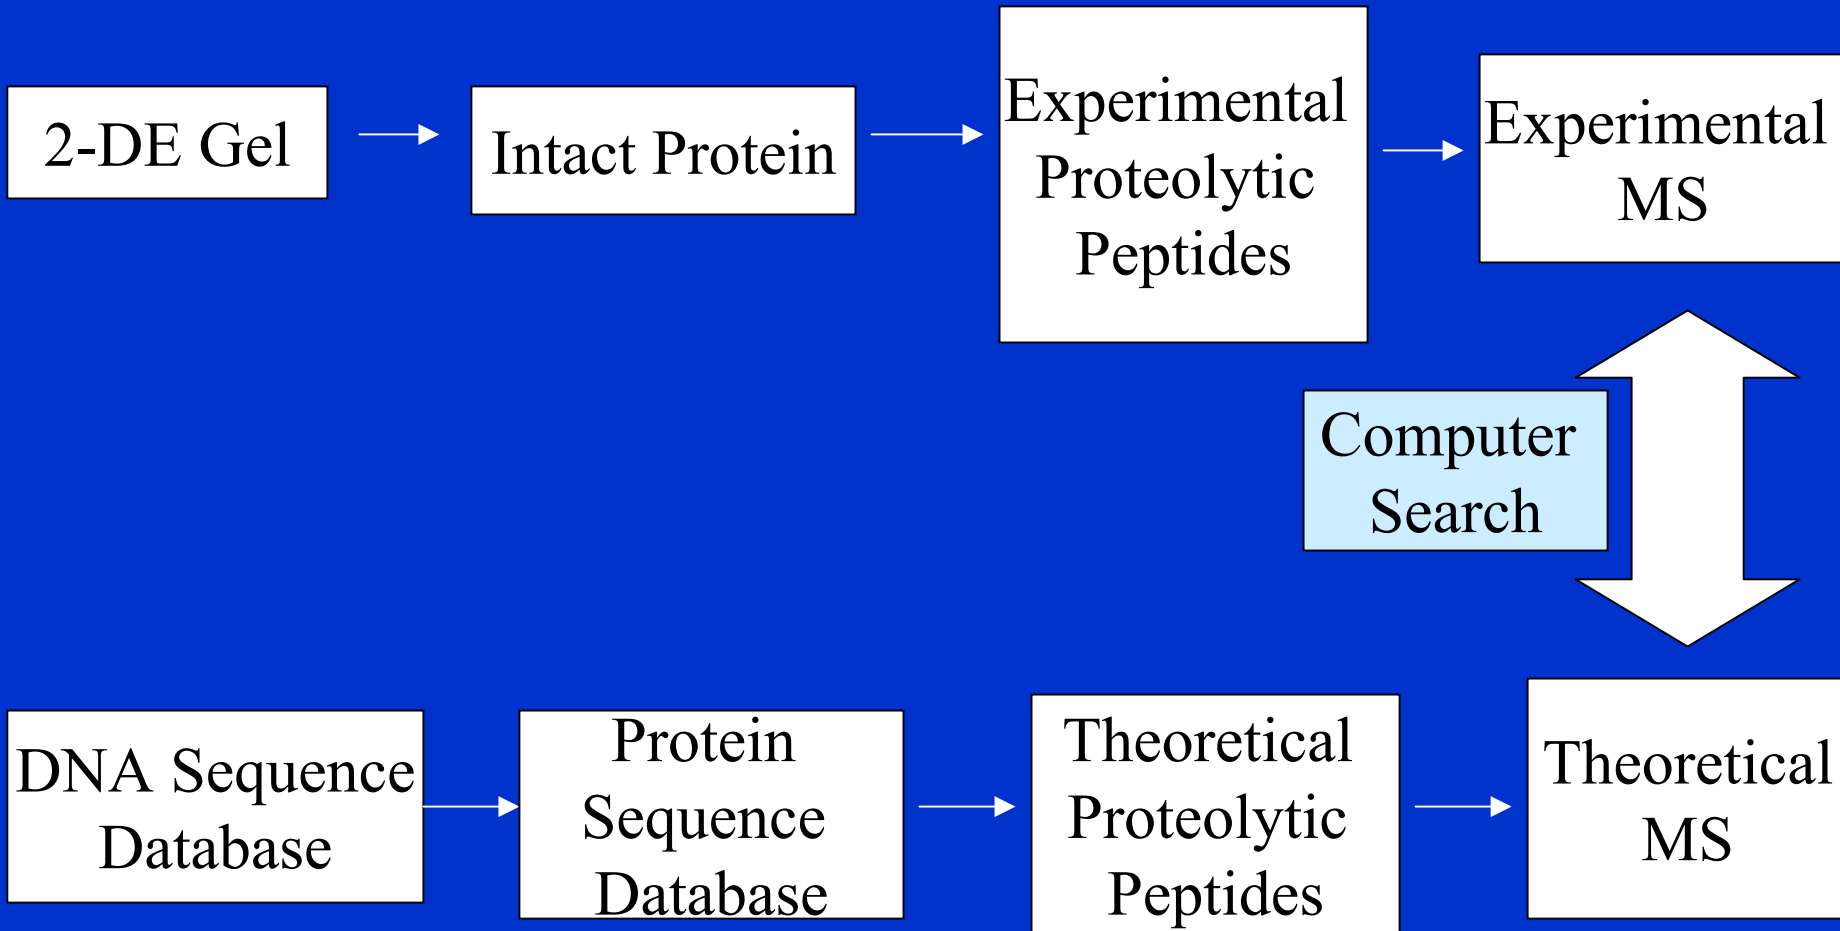 2-DE Gel
Intact Protein
Experimental
Proteolytic
Peptides
Experimental
MS
Computer
Search
DNA Sequence
Database
Protein
Sequence
Database
Theoretical
Proteolytic
Peptides
Theoretical
MS